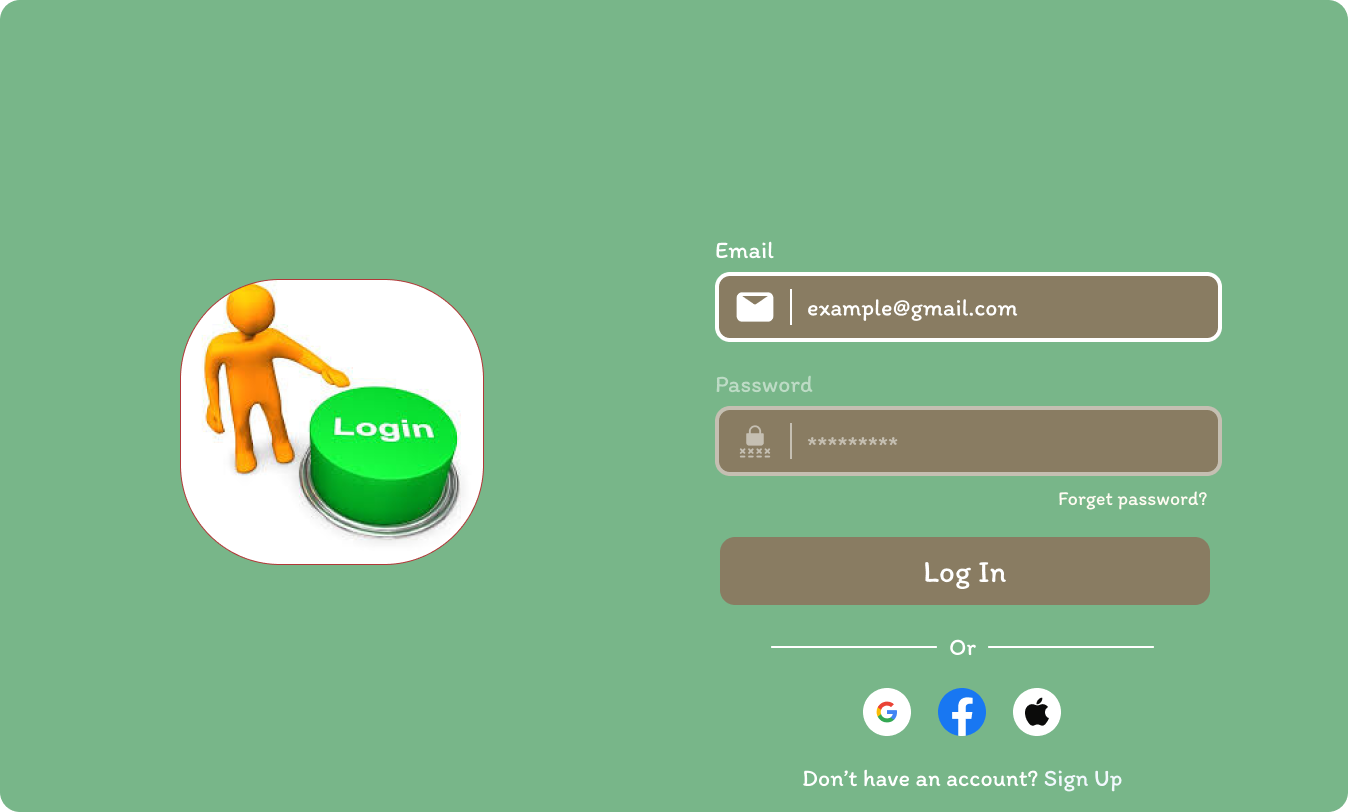 Email
example@gmail.com
Login
Password
*********
Forget password?
Log In
Or
Don’t have an account? Sign Up